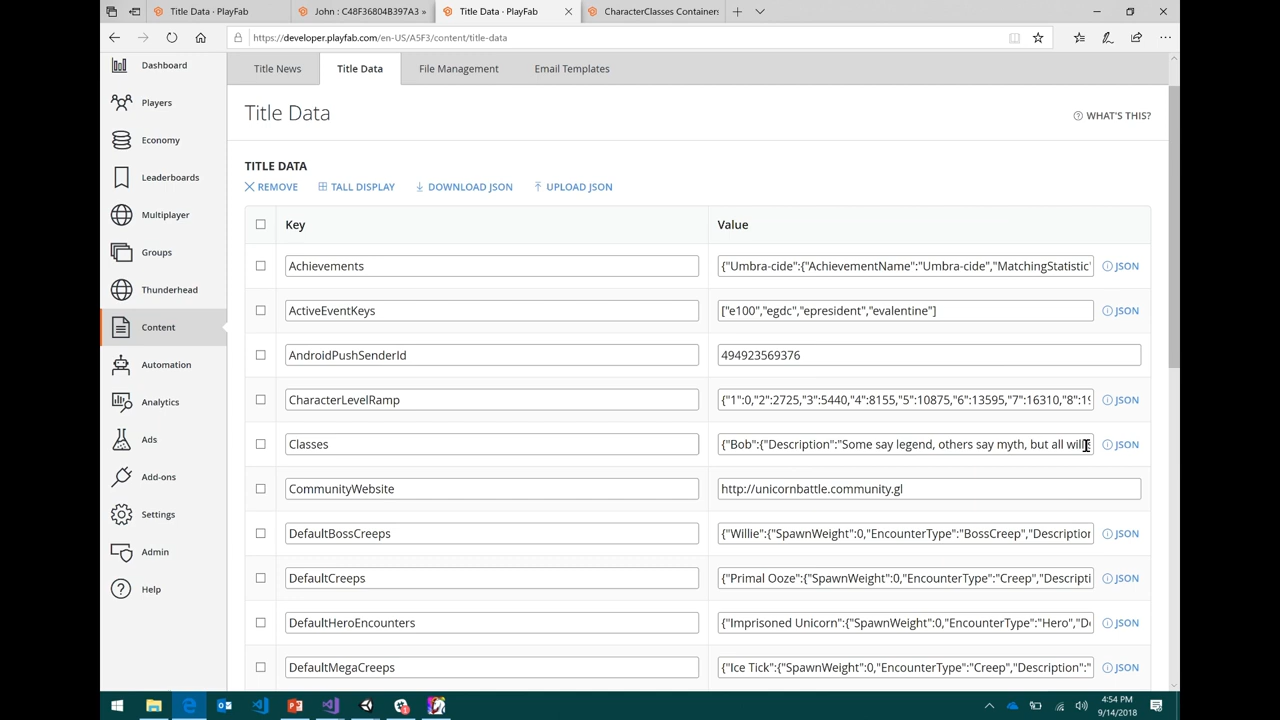 Title Data - PlayFab
John : C48F36804B397A3 »
Title Data - PlayFab
CharacterClasses Containers
https://developer.playfab.com/en-US/A5F3/content/title-data
Dashboard
Players
Economy
Leaderboards
Multiplayer
Groups
Thunderhead
Content
Automation
Analytics
Ads
Add-ons
Settings
Admin
Help
Title News
Title Data
File Management
Email Templates
Title Data
WHAT'S THIS?
TITLE DATA
REMOVE
TALL DISPLAY
DOWNLOAD JSON
UPLOAD JSON
Key
Value
Achievements
{"Umbra-cide":{"AchievementName":"Umbra-cide","MatchingStatistic"
JSON
ActiveEventKeys
["e100","egdc","epresident","evalentine"]
JSON
AndroidPushSenderId
494923569376
CharacterLevelRamp
{"1":0,"2":2725,"3":5440,"4":8155,"5":10875,"6":13595,"7":16310,"8":19
JSON
Classes
{"Bob":{"Description":"Some say legend, others say myth, but all will
JSON
CommunityWebsite
http://unicornbattle.community.gl
DefaultBossCreeps
{"Willie":{"SpawnWeight":0,"EncounterType":"BossCreep","Description
JSON
DefaultCreeps
{"Primal Ooze":{"SpawnWeight":0,"EncounterType":"Creep","Descripti
JSON
DefaultHeroEncounters
{"Imprisoned Unicorn":{"SpawnWeight":0,"EncounterType":"Hero","De
JSON
DefaultMegaCreeps
{"Ice Tick":{"SpawnWeight":0,"EncounterType":"Creep","Description":"
JSON
4:54 PM
9/14/2018